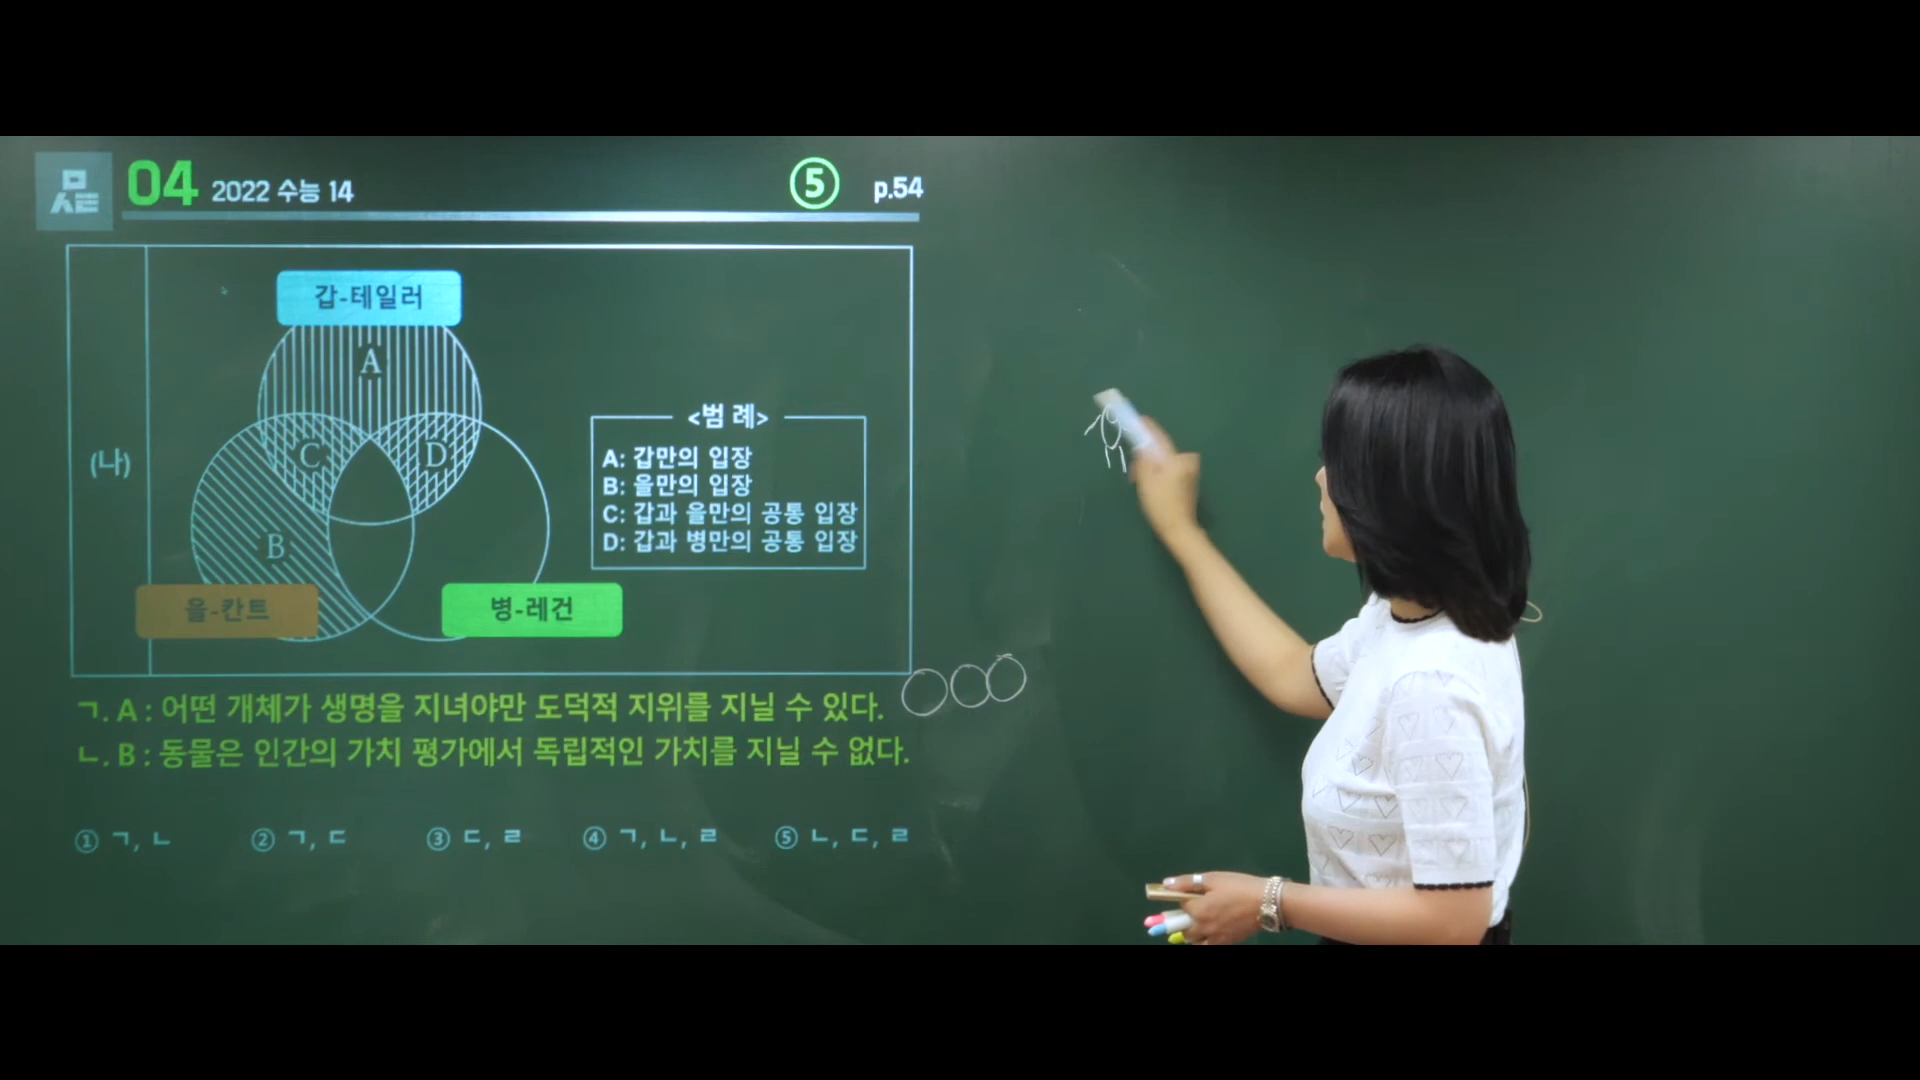 모슬
04 2022 수능 14 ⑤ p.54
(나)
갑-테일러
A
C
D
B
을-칸트
병-레건
<범 례>
A: 갑만의 입장
B: 을만의 입장
C: 갑과 을만의 공통 입장
D: 갑과 병만의 공통 입장
ㄱ. A : 어떤 개체가 생명을 지녀야만 도덕적 지위를 지닐 수 있다.
ㄴ. B : 동물은 인간의 가치 평가에서 독립적인 가치를 지닐 수 없다.
① ㄱ, ㄴ ② ㄱ, ㄷ ③ ㄷ, ㄹ ④ ㄱ, ㄴ, ㄹ ⑤ ㄴ, ㄷ, ㄹ